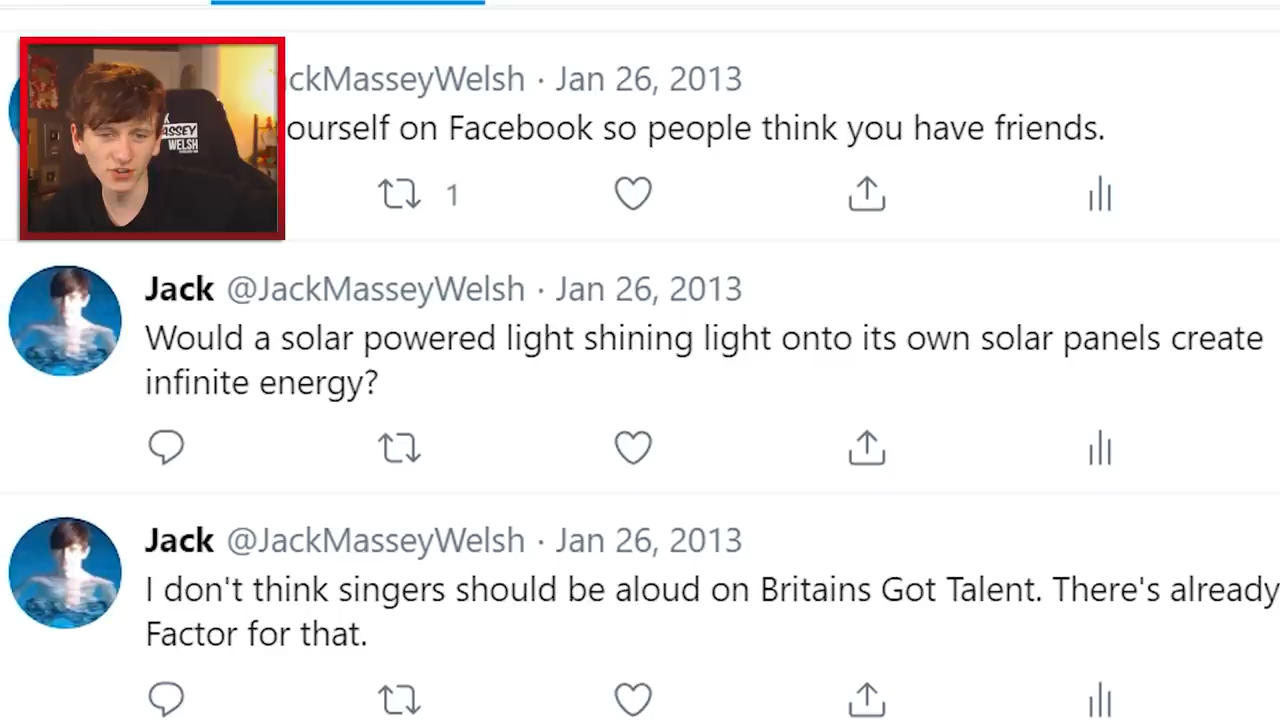 ckMasseyWelsh · Jan 26, 2013
ourself on Facebook so people think you have friends.
ASSEY
WELSH
1
Jack @JackMasseyWelsh · Jan 26, 2013
Would a solar powered light shining light onto its own solar panels create
infinite energy?
Jack @JackMasseyWelsh · Jan 26, 2013
I don't think singers should be aloud on Britains Got Talent. There's already
Factor for that.